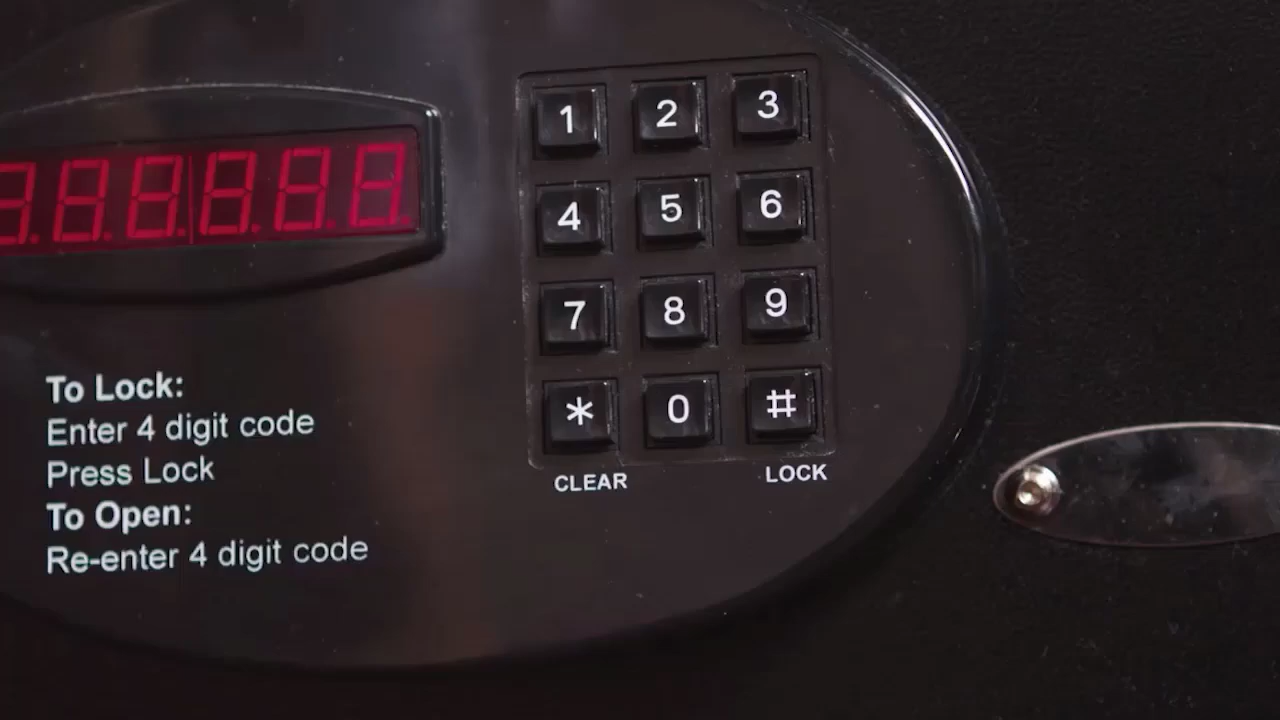 1 2 3
4 5 6
7 8 9
* 0 #
CLEAR LOCK
To Lock:
Enter 4 digit code
Press Lock
To Open:
Re-enter 4 digit code